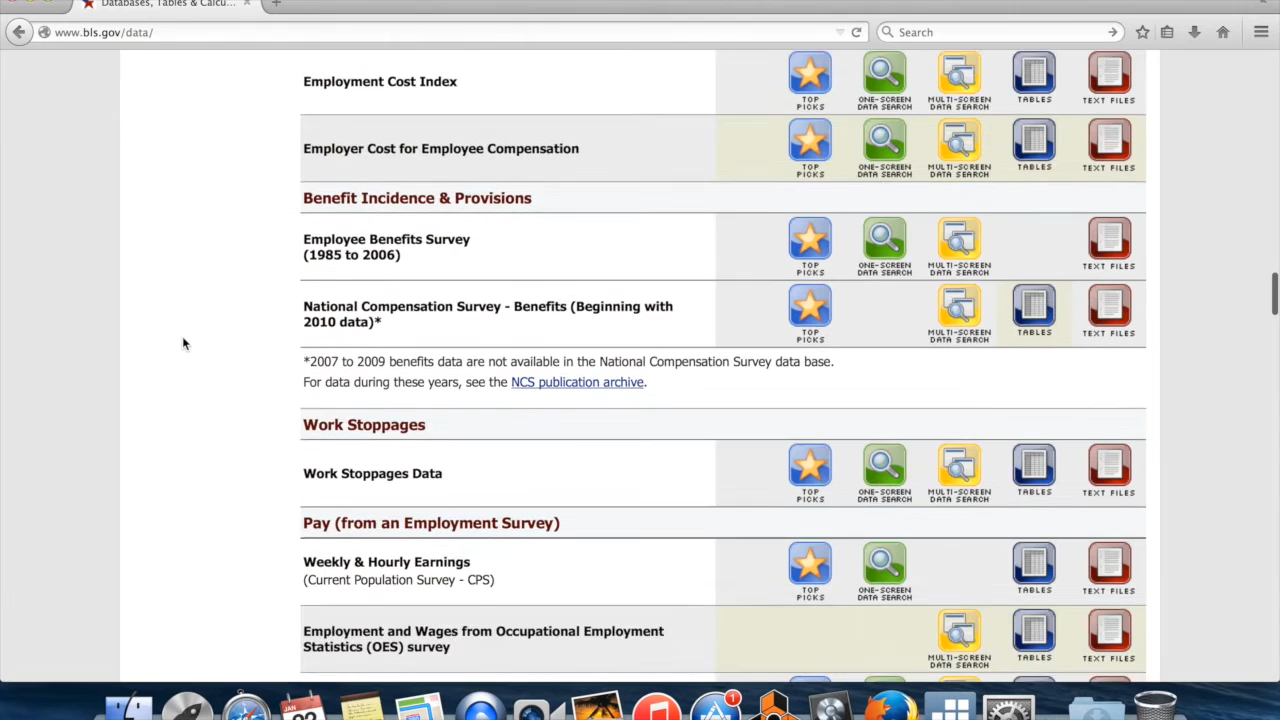 Databases, Tables & Calcu...
www.bls.gov/data/
Search
Employment Cost Index
TOP PICKS
ONE-SCREEN DATA SEARCH
MULTI-SCREEN DATA SEARCH
TABLES
TEXT FILES
Employer Cost for Employee Compensation
TOP PICKS
ONE-SCREEN DATA SEARCH
MULTI-SCREEN DATA SEARCH
TABLES
TEXT FILES
Benefit Incidence & Provisions
Employee Benefits Survey
(1985 to 2006)
TOP PICKS
ONE-SCREEN DATA SEARCH
MULTI-SCREEN DATA SEARCH
TEXT FILES
National Compensation Survey - Benefits (Beginning with
2010 data)*
TOP PICKS
MULTI-SCREEN DATA SEARCH
TABLES
TEXT FILES
*2007 to 2009 benefits data are not available in the National Compensation Survey data base.
For data during these years, see the NCS publication archive.
Work Stoppages
Work Stoppages Data
TOP PICKS
ONE-SCREEN DATA SEARCH
MULTI-SCREEN DATA SEARCH
TABLES
TEXT FILES
Pay (from an Employment Survey)
Weekly & Hourly Earnings
(Current Population Survey - CPS)
TOP PICKS
ONE-SCREEN DATA SEARCH
TABLES
TEXT FILES
Employment and Wages from Occupational Employment
Statistics (OES) survey
MULTI-SCREEN DATA SEARCH
TABLES
TEXT FILES
1